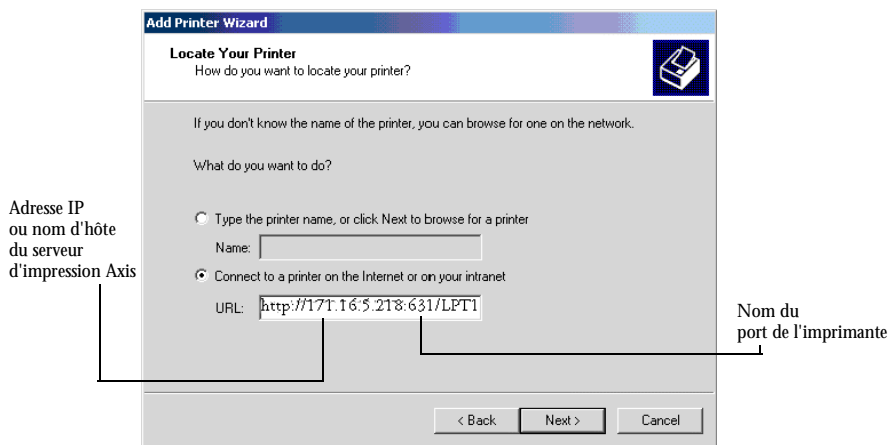 Add Printer Wizard
Locate Your Printer
How do you want to locate your printer?
If you don't know the name of the printer, you can browse for one on the network.
What do you want to do?
Adresse IP
ou nom d'hôte
du serveur
d'impression Axis
Type the printer name, or click Next to browse for a printer
Name:
Connect to a printer on the Internet or on your intranet
URL: http://171.16.5.218:631/LPT1
Nom du
port de l'imprimante
< Back
Next >
Cancel